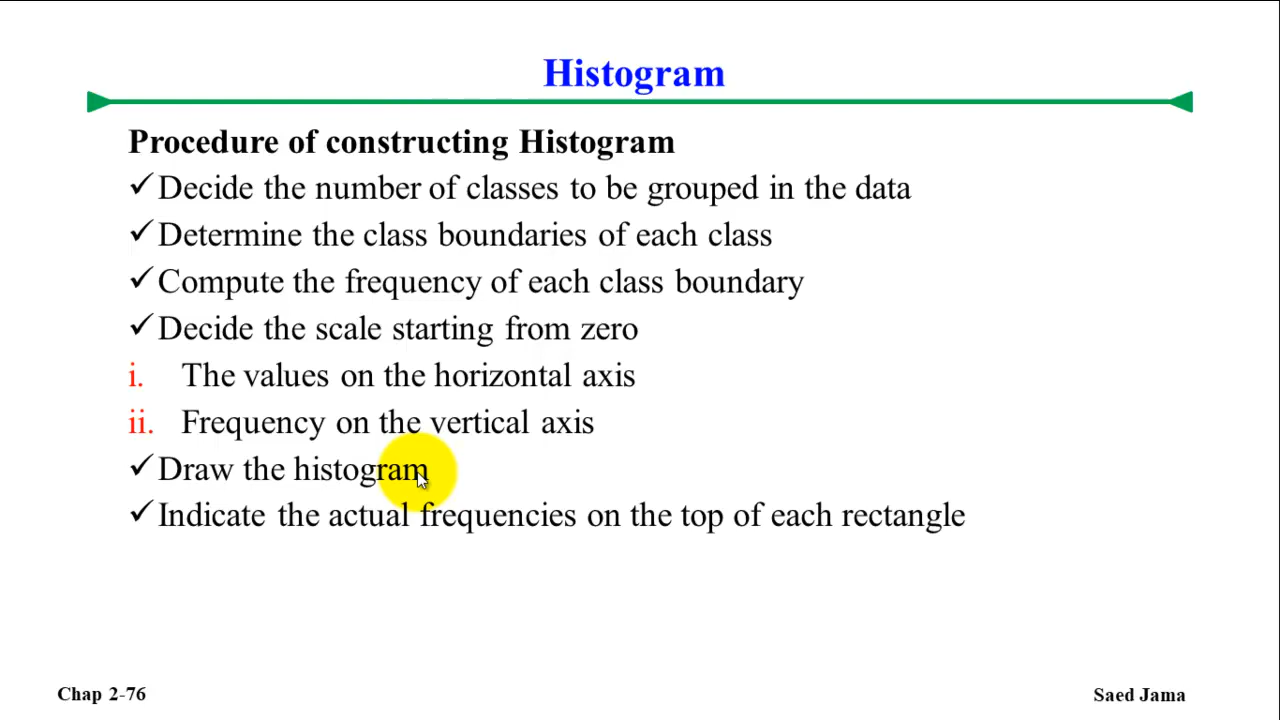 Histogram
Procedure of constructing Histogram
✓Decide the number of classes to be grouped in the data
✓Determine the class boundaries of each class
✓Compute the frequency of each class boundary
✓Decide the scale starting from zero
i. The values on the horizontal axis
ii. Frequency on the vertical axis
✓Draw the histogram
✓Indicate the actual frequencies on the top of each rectangle
Chap 2-76
Saed Jama